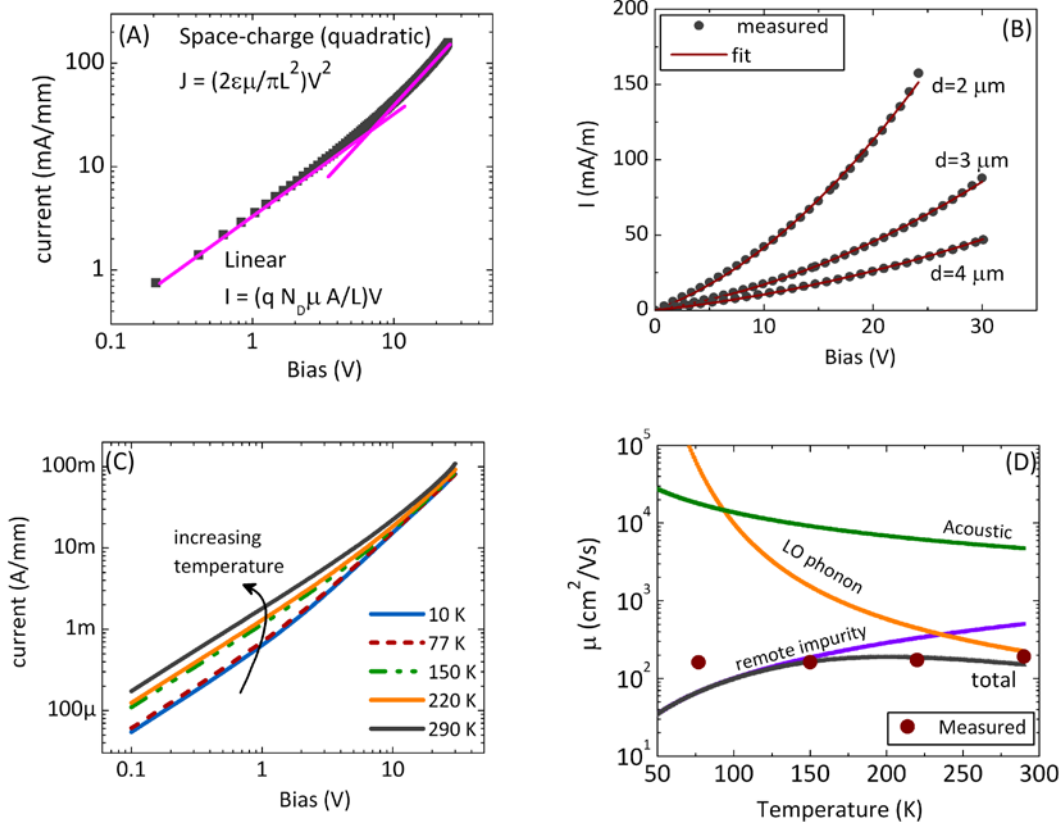 (A)
Space-charge (quadratic)
J = (2εμ/πL²)V²
Linear
I = (q N_D μ A/L)V
100
10
1
0.1
1
10
current (mA/mm)
Bias (V)
(B)
measured
fit
d=2 μm
d=3 μm
d=4 μm
200
150
100
50
0
0
10
20
30
I (mA/m)
Bias (V)
(C)
increasing
temperature
10 K
77 K
150 K
220 K
290 K
100m
10m
1m
100μ
0.1
1
10
current (A/mm)
Bias (V)
(D)
Acoustic
LO phonon
remote impurity
total
Measured
10⁵
10⁴
10³
10²
10¹
50
100
150
200
250
300
μ (cm²/Vs)
Temperature (K)